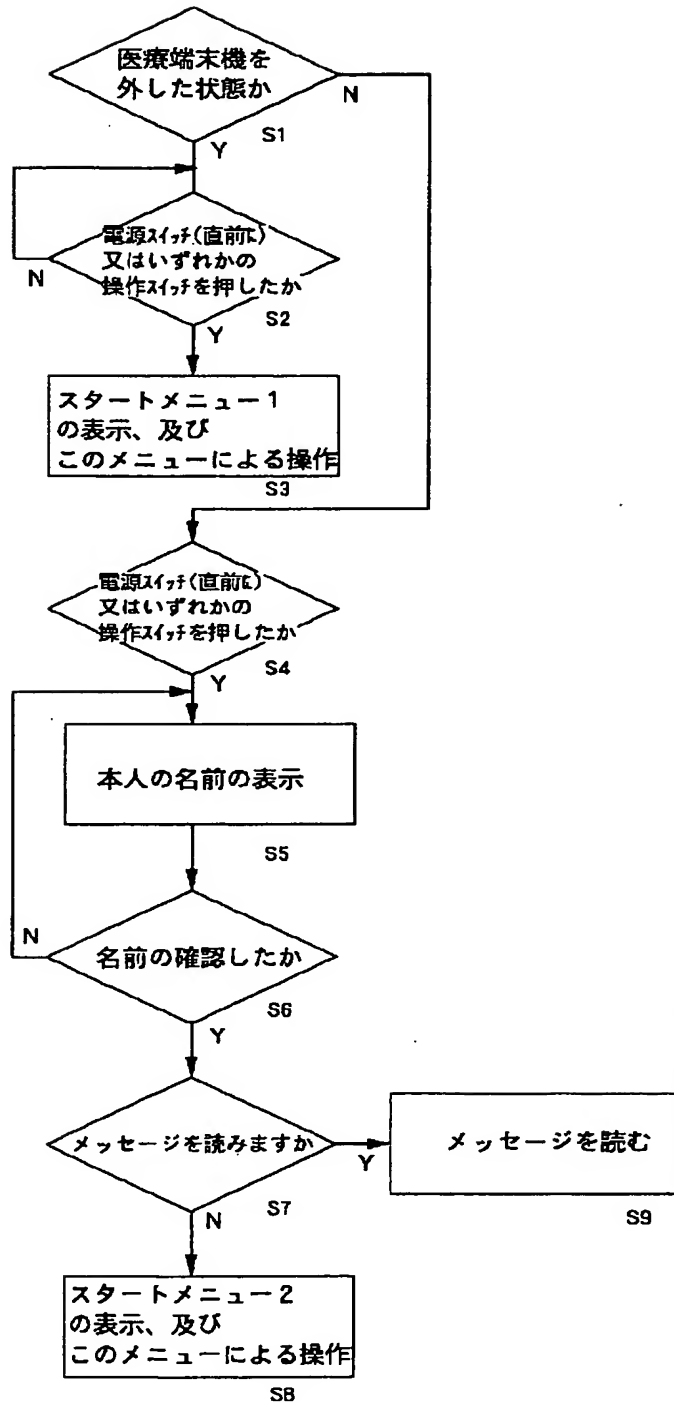 医療端末機を
外した状態か
N
S1
Y
電源スイッチ(直前に)
又はいずれかの
操作スイッチを押したか
N
S2
Y
スタートメニュー1
の表示、及び
このメニューによる操作
S3
電源スイッチ(直前に)
又はいずれかの
操作スイッチを押したか
S4
Y
本人の名前の表示
S5
N
名前の確認したか
S6
Y
メッセージを読みますか
Y
メッセージを読む
S7
N
S9
スタートメニュー2
の表示、及び
このメニューによる操作
S8